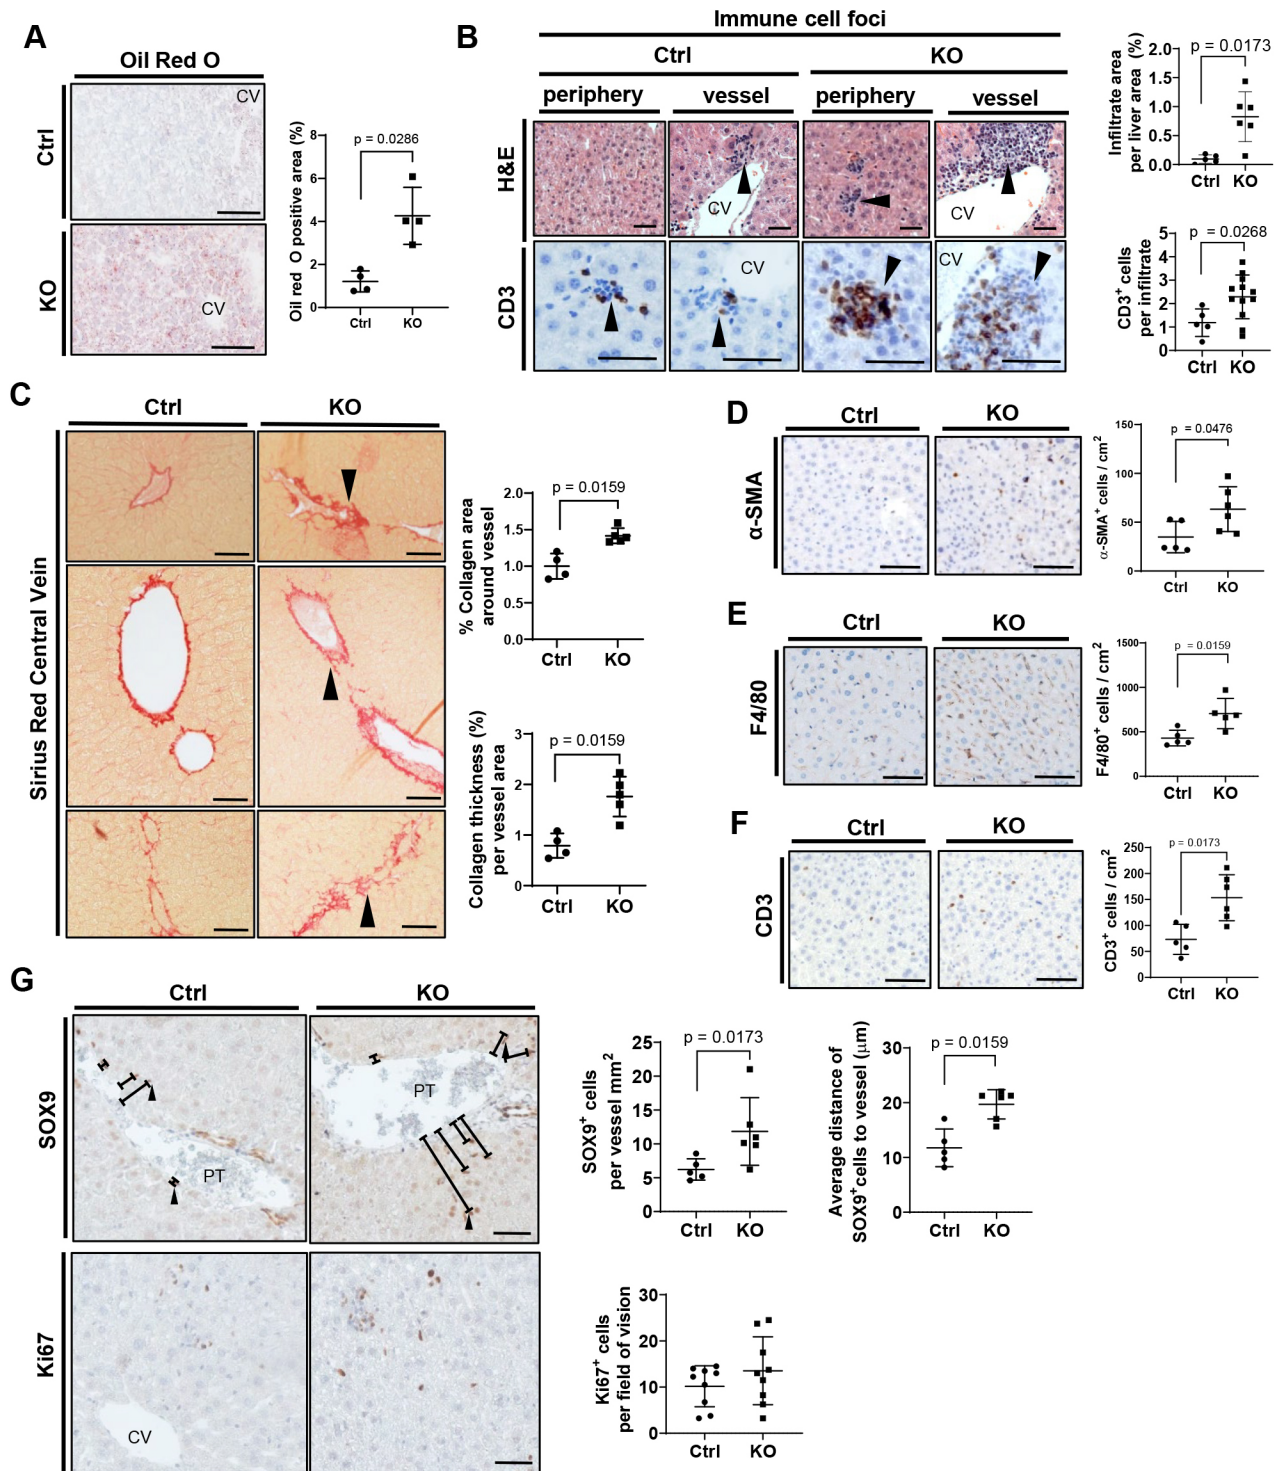 A
Oil Red O
Ctrl
CV
KO
CV
Oil red O positive area (%)
8
6
4
2
0
p = 0.0286
Ctrl
KO
B
Immune cell foci
Ctrl
KO
periphery
vessel
periphery
vessel
H&E
CV
CV
CD3
CV
CV
Infiltrate area
per liver area (%)
2.0
1.5
1.0
0.5
0.0
p = 0.0173
Ctrl
KO
CD3+ cells
per infiltrate
5
4
3
2
1
0
p = 0.0268
Ctrl
KO
C
Ctrl
KO
Sirius Red Central Vein
% Collagen area
around vessel
2.0
1.5
1.0
0.5
0.0
p = 0.0159
Ctrl
KO
Collagen thickness (%)
per vessel area
3
2
1
0
p = 0.0159
Ctrl
KO
D
Ctrl
KO
α-SMA
α-SMA+ cells / cm2
150
100
50
0
p = 0.0476
Ctrl
KO
E
Ctrl
KO
F4/80
F4/80+ cells / cm2
1500
1000
500
0
p = 0.0159
Ctrl
KO
F
Ctrl
KO
CD3
CD3+ cells / cm2
250
200
150
100
50
0
p = 0.0173
Ctrl
KO
G
Ctrl
KO
SOX9
PT
PT
SOX9+ cells
per vessel mm2
25
20
15
10
5
0
p = 0.0173
Ctrl
KO
Average distance of
SOX9+cells to vessel (μm)
30
20
10
0
p = 0.0159
Ctrl
KO
Ki67
CV
Ki67+ cells
per field of vision
30
20
10
0
Ctrl
KO